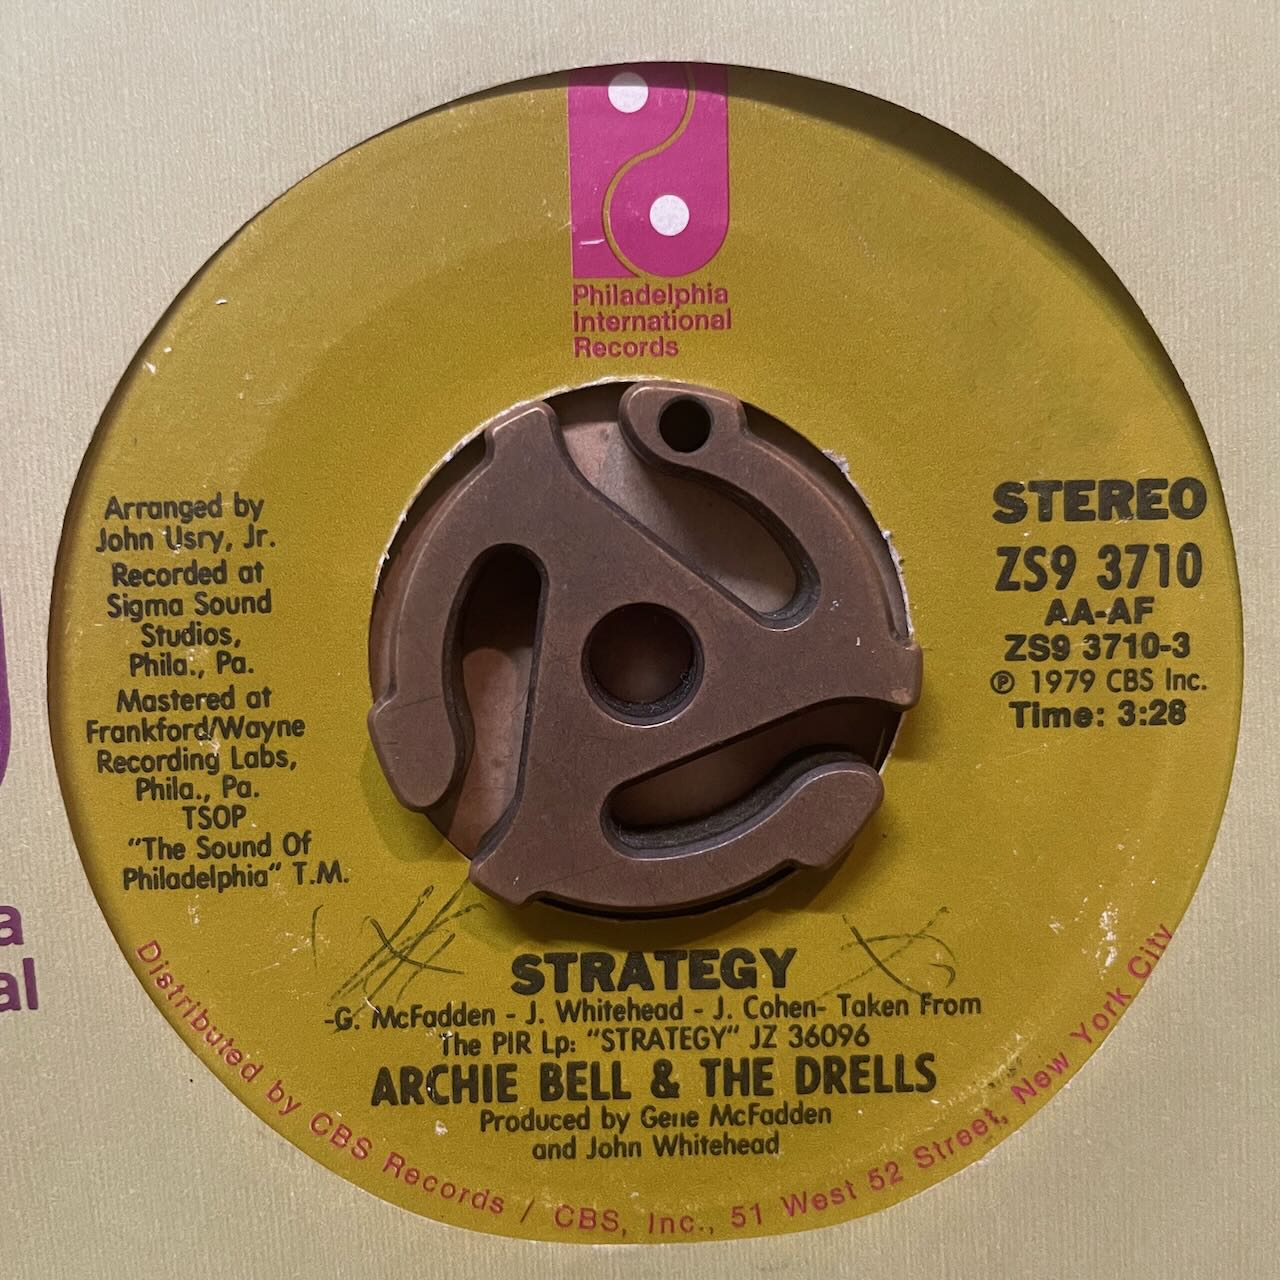 Philadelphia
International
Records
Arranged by
John Usry, Jr.
Recorded at
Sigma Sound
Studios,
Phila., Pa.
Mastered at
Frankford/Wayne
Recording Labs,
Phila., Pa.
TSOP
"The Sound Of
Philadelphia" T.M.
STEREO
ZS9 3710
AA-AF
ZS9 3710-3
℗ 1979 CBS Inc.
Time: 3:28
STRATEGY
-G. McFadden - J. Whitehead - J. Cohen- Taken From
The PIR Lp: "STRATEGY" JZ 36096
ARCHIE BELL & THE DRELLS
Produced by Gene McFadden
and John Whitehead
Distributed by CBS Records / CBS, Inc., 51 West 52 Street, New York City
a
al